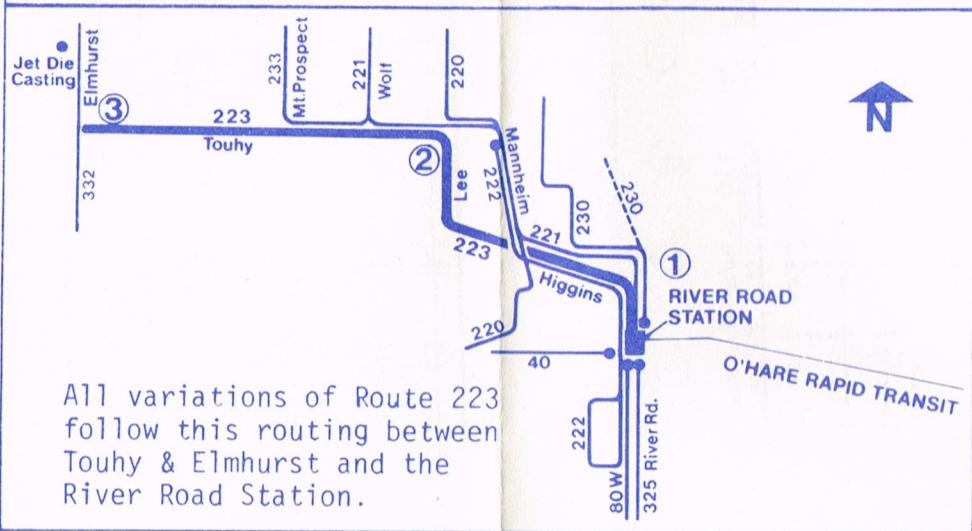 Jet Die
Casting
Elmhurst
3
332
223
Touhy
233
Mt.Prospect
221
Wolf
220
2
Lee
223
Mannheim
222
221
Higgins
220
40
230
230
1
RIVER ROAD
STATION
N
O'HARE RAPID TRANSIT
222
80W
325 River Rd.
All variations of Route 223
follow this routing between
Touhy & Elmhurst and the
River Road Station.